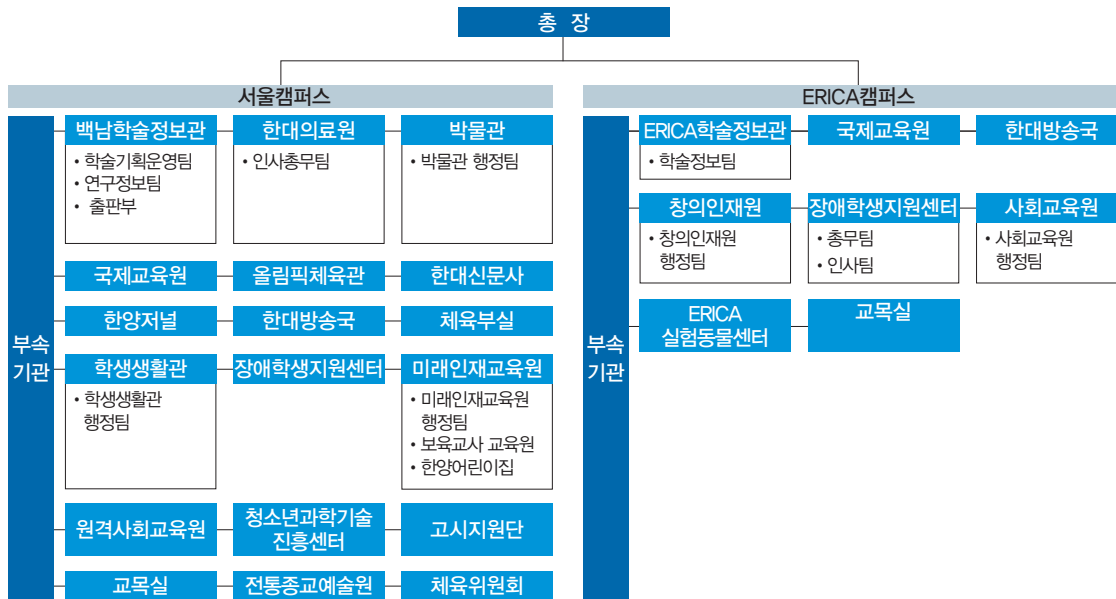 총 장
서울캠퍼스
부속
기관
백남학술정보관
• 학술기획운영팀
• 연구정보팀
• 출판부
한대의료원
• 인사총무팀
박물관
• 박물관 행정팀
국제교육원
올림픽체육관
한대신문사
한양저널
한대방송국
체육부실
학생생활관
• 학생생활관
행정팀
장애학생지원센터
미래인재교육원
• 미래인재교육원
행정팀
• 보육교사 교육원
• 한양어린이집
원격사회교육원
청소년과학기술
진흥센터
고시지원단
교목실
전통종교예술원
체육위원회
ERICA캠퍼스
부속
기관
ERICA학술정보관
• 학술정보팀
국제교육원
한대방송국
창의인재원
• 창의인재원
행정팀
장애학생지원센터
• 총무팀
• 인사팀
사회교육원
• 사회교육원
행정팀
ERICA
실험동물센터
교목실